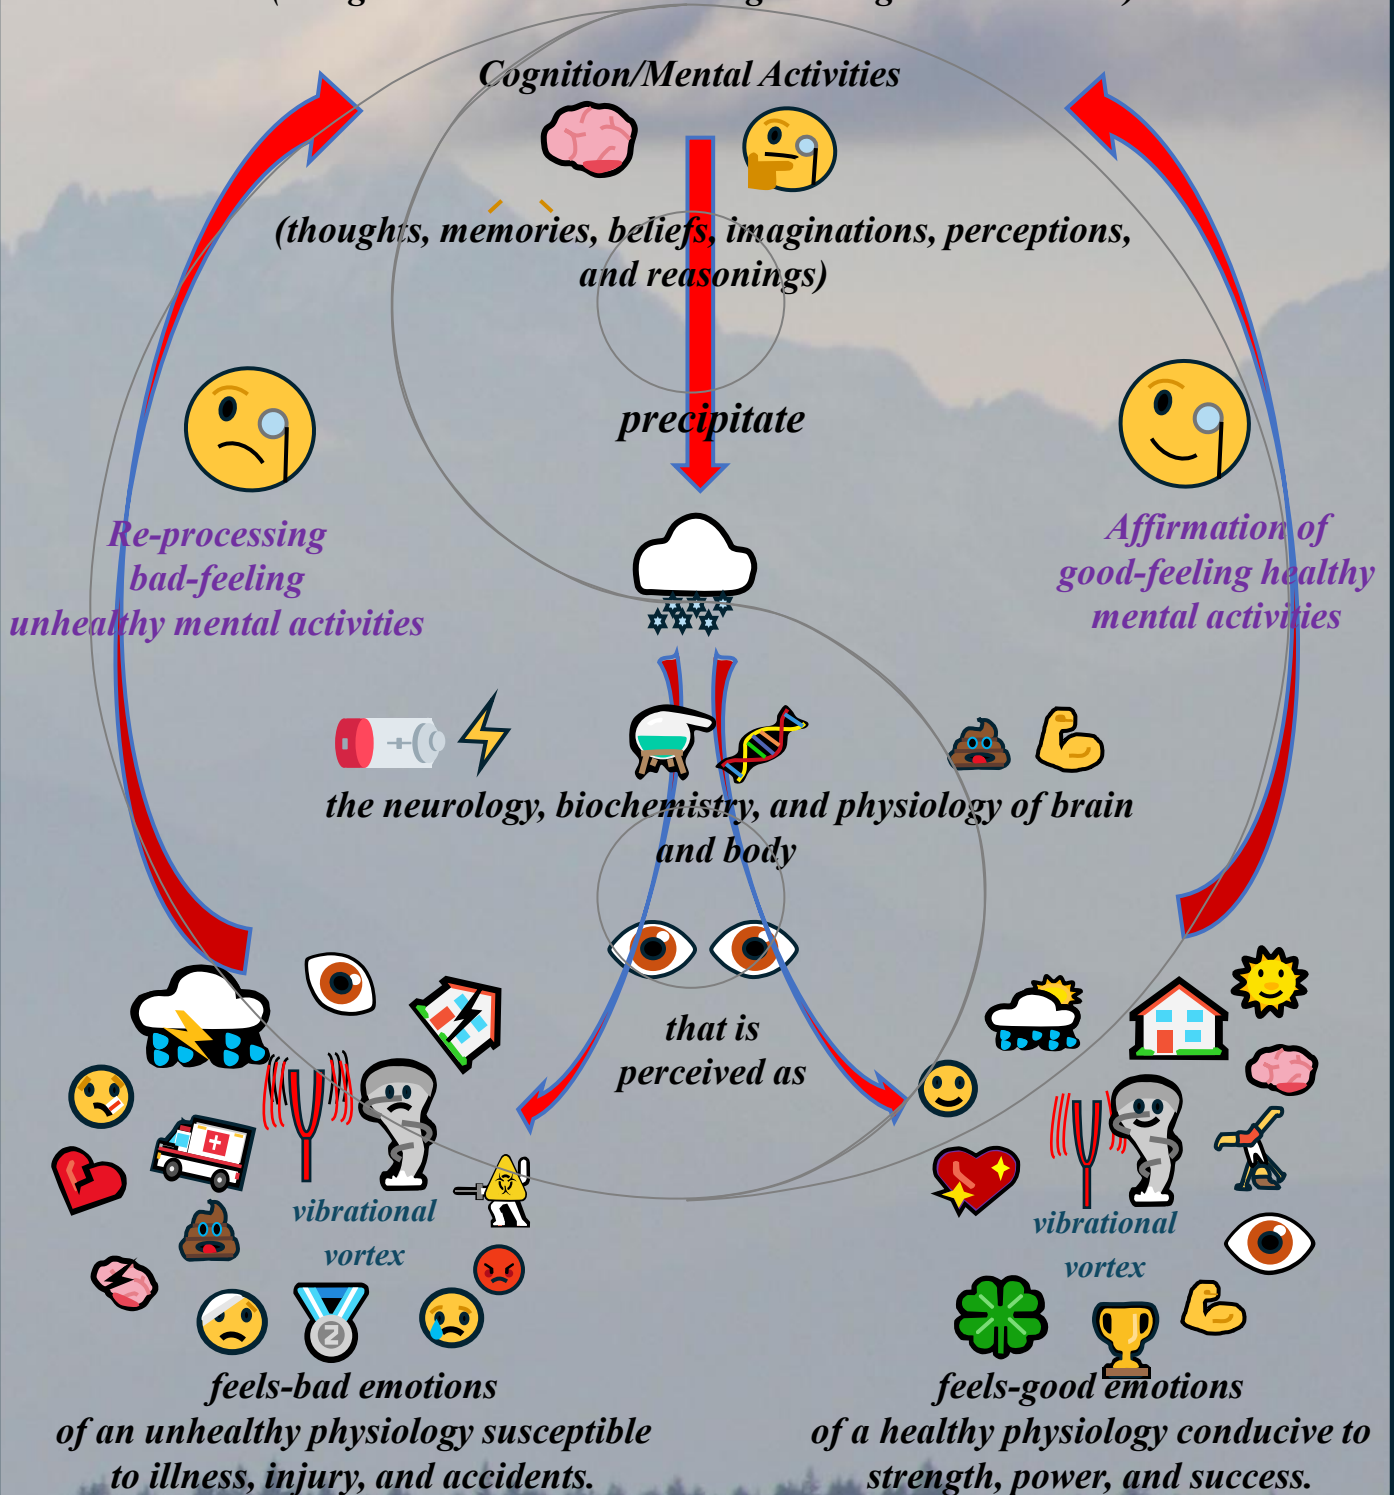 Cognition/Mental Activities
(thoughts, memories, beliefs, imaginations, perceptions,
and reasonings)
precipitate
Re-processing
bad-feeling
unhealthy mental activities
Affirmation of
good-feeling healthy
mental activities
the neurology, biochemistry, and physiology of brain
and body
that is
perceived as
vibrational
vortex
vibrational
vortex
2
feels-bad emotions
of an unhealthy physiology susceptible
to illness, injury, and accidents.
feels-good emotions
of a healthy physiology conducive to
strength, power, and success.